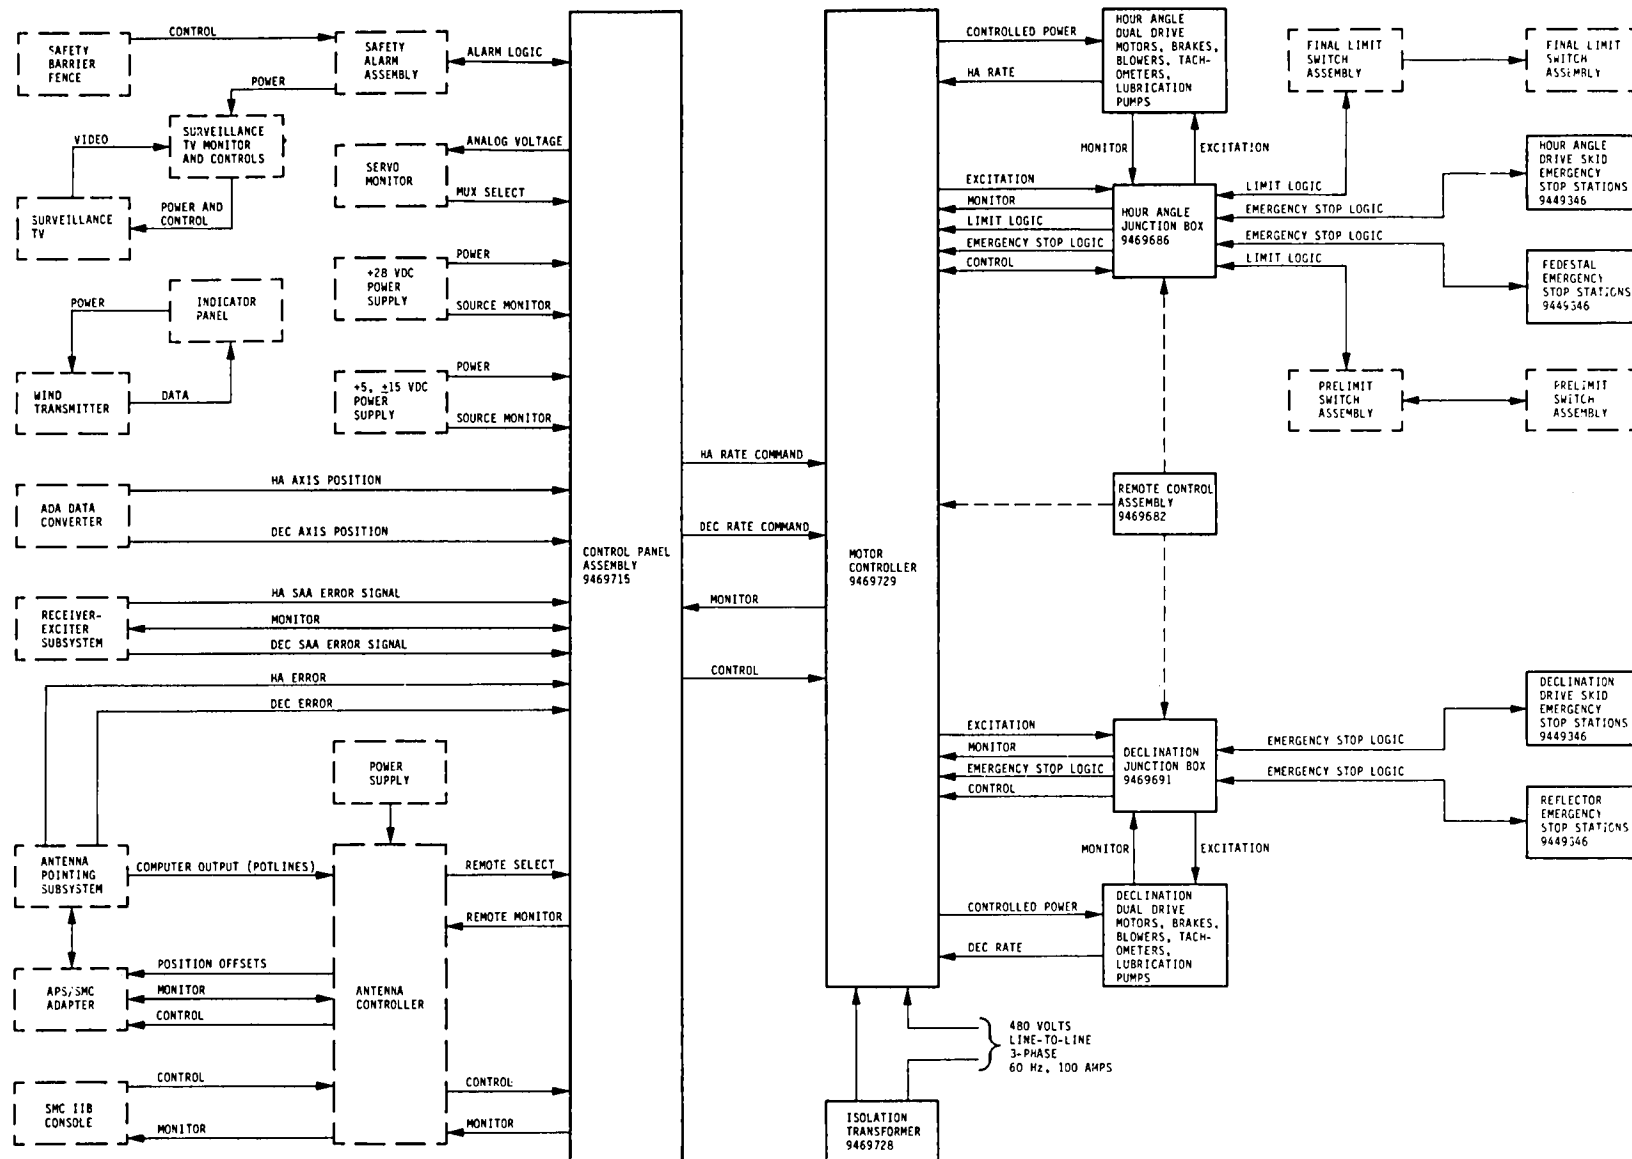 CONTROL
SAFETY
BARRIER
FENCE
SAFETY
ALARM
ASSEMBLY
ALARM LOGIC
POWER
SURVEILLANCE
TV MONITOR
AND CONTROLS
VIDEO
SURVEILLANCE
TV
POWER AND
CONTROL
ANALOG VOLTAGE
SERVO
MONITOR
MUX SELECT
POWER
+28 VDC
POWER
SUPPLY
SOURCE MONITOR
POWER
INDICATOR
PANEL
WIND
TRANSMITTER
DATA
POWER
+5, ±15 VDC
POWER
SUPPLY
SOURCE MONITOR
ADA DATA
CONVERTER
HA AXIS POSITION
DEC AXIS POSITION
RECEIVER-
EXCITER
SUBSYSTEM
HA SAA ERROR SIGNAL
MONITOR
DEC SAA ERROR SIGNAL
HA ERROR
DEC ERROR
POWER
SUPPLY
ANTENNA
POINTING
SUBSYSTEM
COMPUTER OUTPUT (POTLINES)
REMOTE SELECT
REMOTE MONITOR
APS/SMC
ADAPTER
POSITION OFFSETS
MONITOR
CONTROL
ANTENNA
CONTROLLER
SMC IIB
CONSOLE
CONTROL
MONITOR
CONTROL
MONITOR
CONTROL PANEL
ASSEMBLY
9469715
HA RATE COMMAND
DEC RATE COMMAND
MONITOR
CONTROL
MOTOR
CONTROLLER
9469729
CONTROLLED POWER
HA RATE
HOUR ANGLE
DUAL DRIVE
MOTORS, BRAKES,
BLOWERS, TACH-
OMETERS,
LUBRICATION
PUMPS
MONITOR
EXCITATION
EXCITATION
MONITOR
LIMIT LOGIC
EMERGENCY STOP LOGIC
CONTROL
HOUR ANGLE
JUNCTION BOX
9469686
LIMIT LOGIC
EMERGENCY STOP LOGIC
EMERGENCY STOP LOGIC
LIMIT LOGIC
FINAL LIMIT
SWITCH
ASSEMBLY
FINAL LIMIT
SWITCH
ASSEMBLY
HOUR ANGLE
DRIVE SKID
EMERGENCY
STOP STATIONS
9449346
FEDESTAL
EMERGENCY
STOP STATIONS
9449346
PRELIMIT
SWITCH
ASSEMBLY
PRELIMIT
SWITCH
ASSEMBLY
REMOTE CONTROL
ASSEMBLY
9469682
EXCITATION
MONITOR
EMERGENCY STOP LOGIC
CONTROL
DECLINATION
JUNCTION BOX
9469691
EMERGENCY STOP LOGIC
EMERGENCY STOP LOGIC
DECLINATION
DRIVE SKID
EMERGENCY
STOP STATIONS
9449346
REFLECTOR
EMERGENCY
STOP STATIONS
9449346
MONITOR
EXCITATION
CONTROLLED POWER
DEC RATE
DECLINATION
DUAL DRIVE
MOTORS, BRAKES,
BLOWERS, TACH-
OMETERS,
LUBRICATION
PUMPS
480 VOLTS
LINE-TO-LINE
3-PHASE
60 Hz, 100 AMPS
ISOLATION
TRANSFORMER
9469728